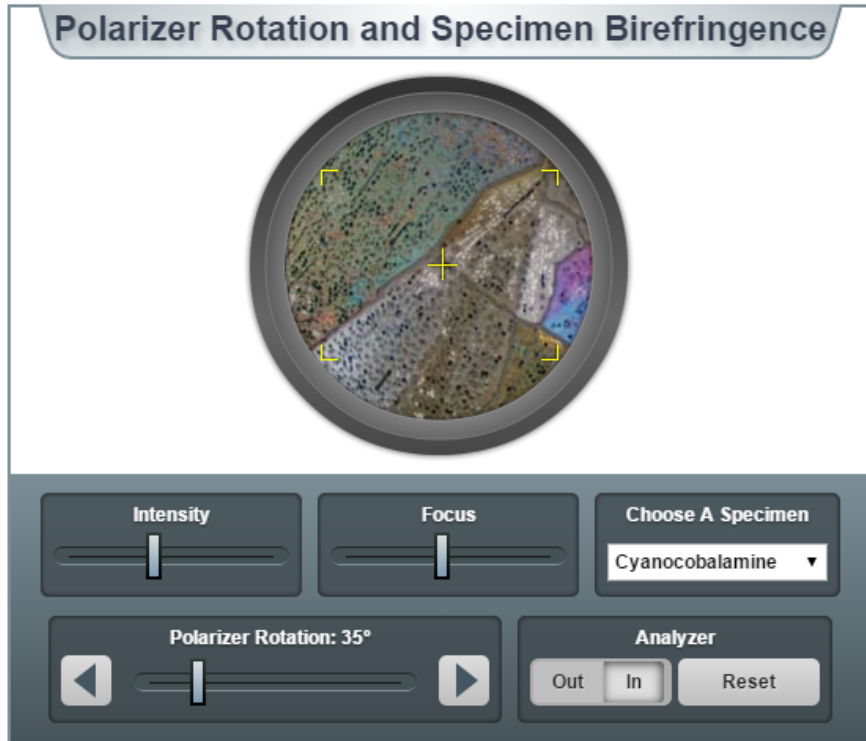 Polarizer Rotation and Specimen Birefringence
Intensity
Focus
Choose A Specimen
Cyanocobalamine
Polarizer Rotation: 35°
Analyzer
Out
In
Reset